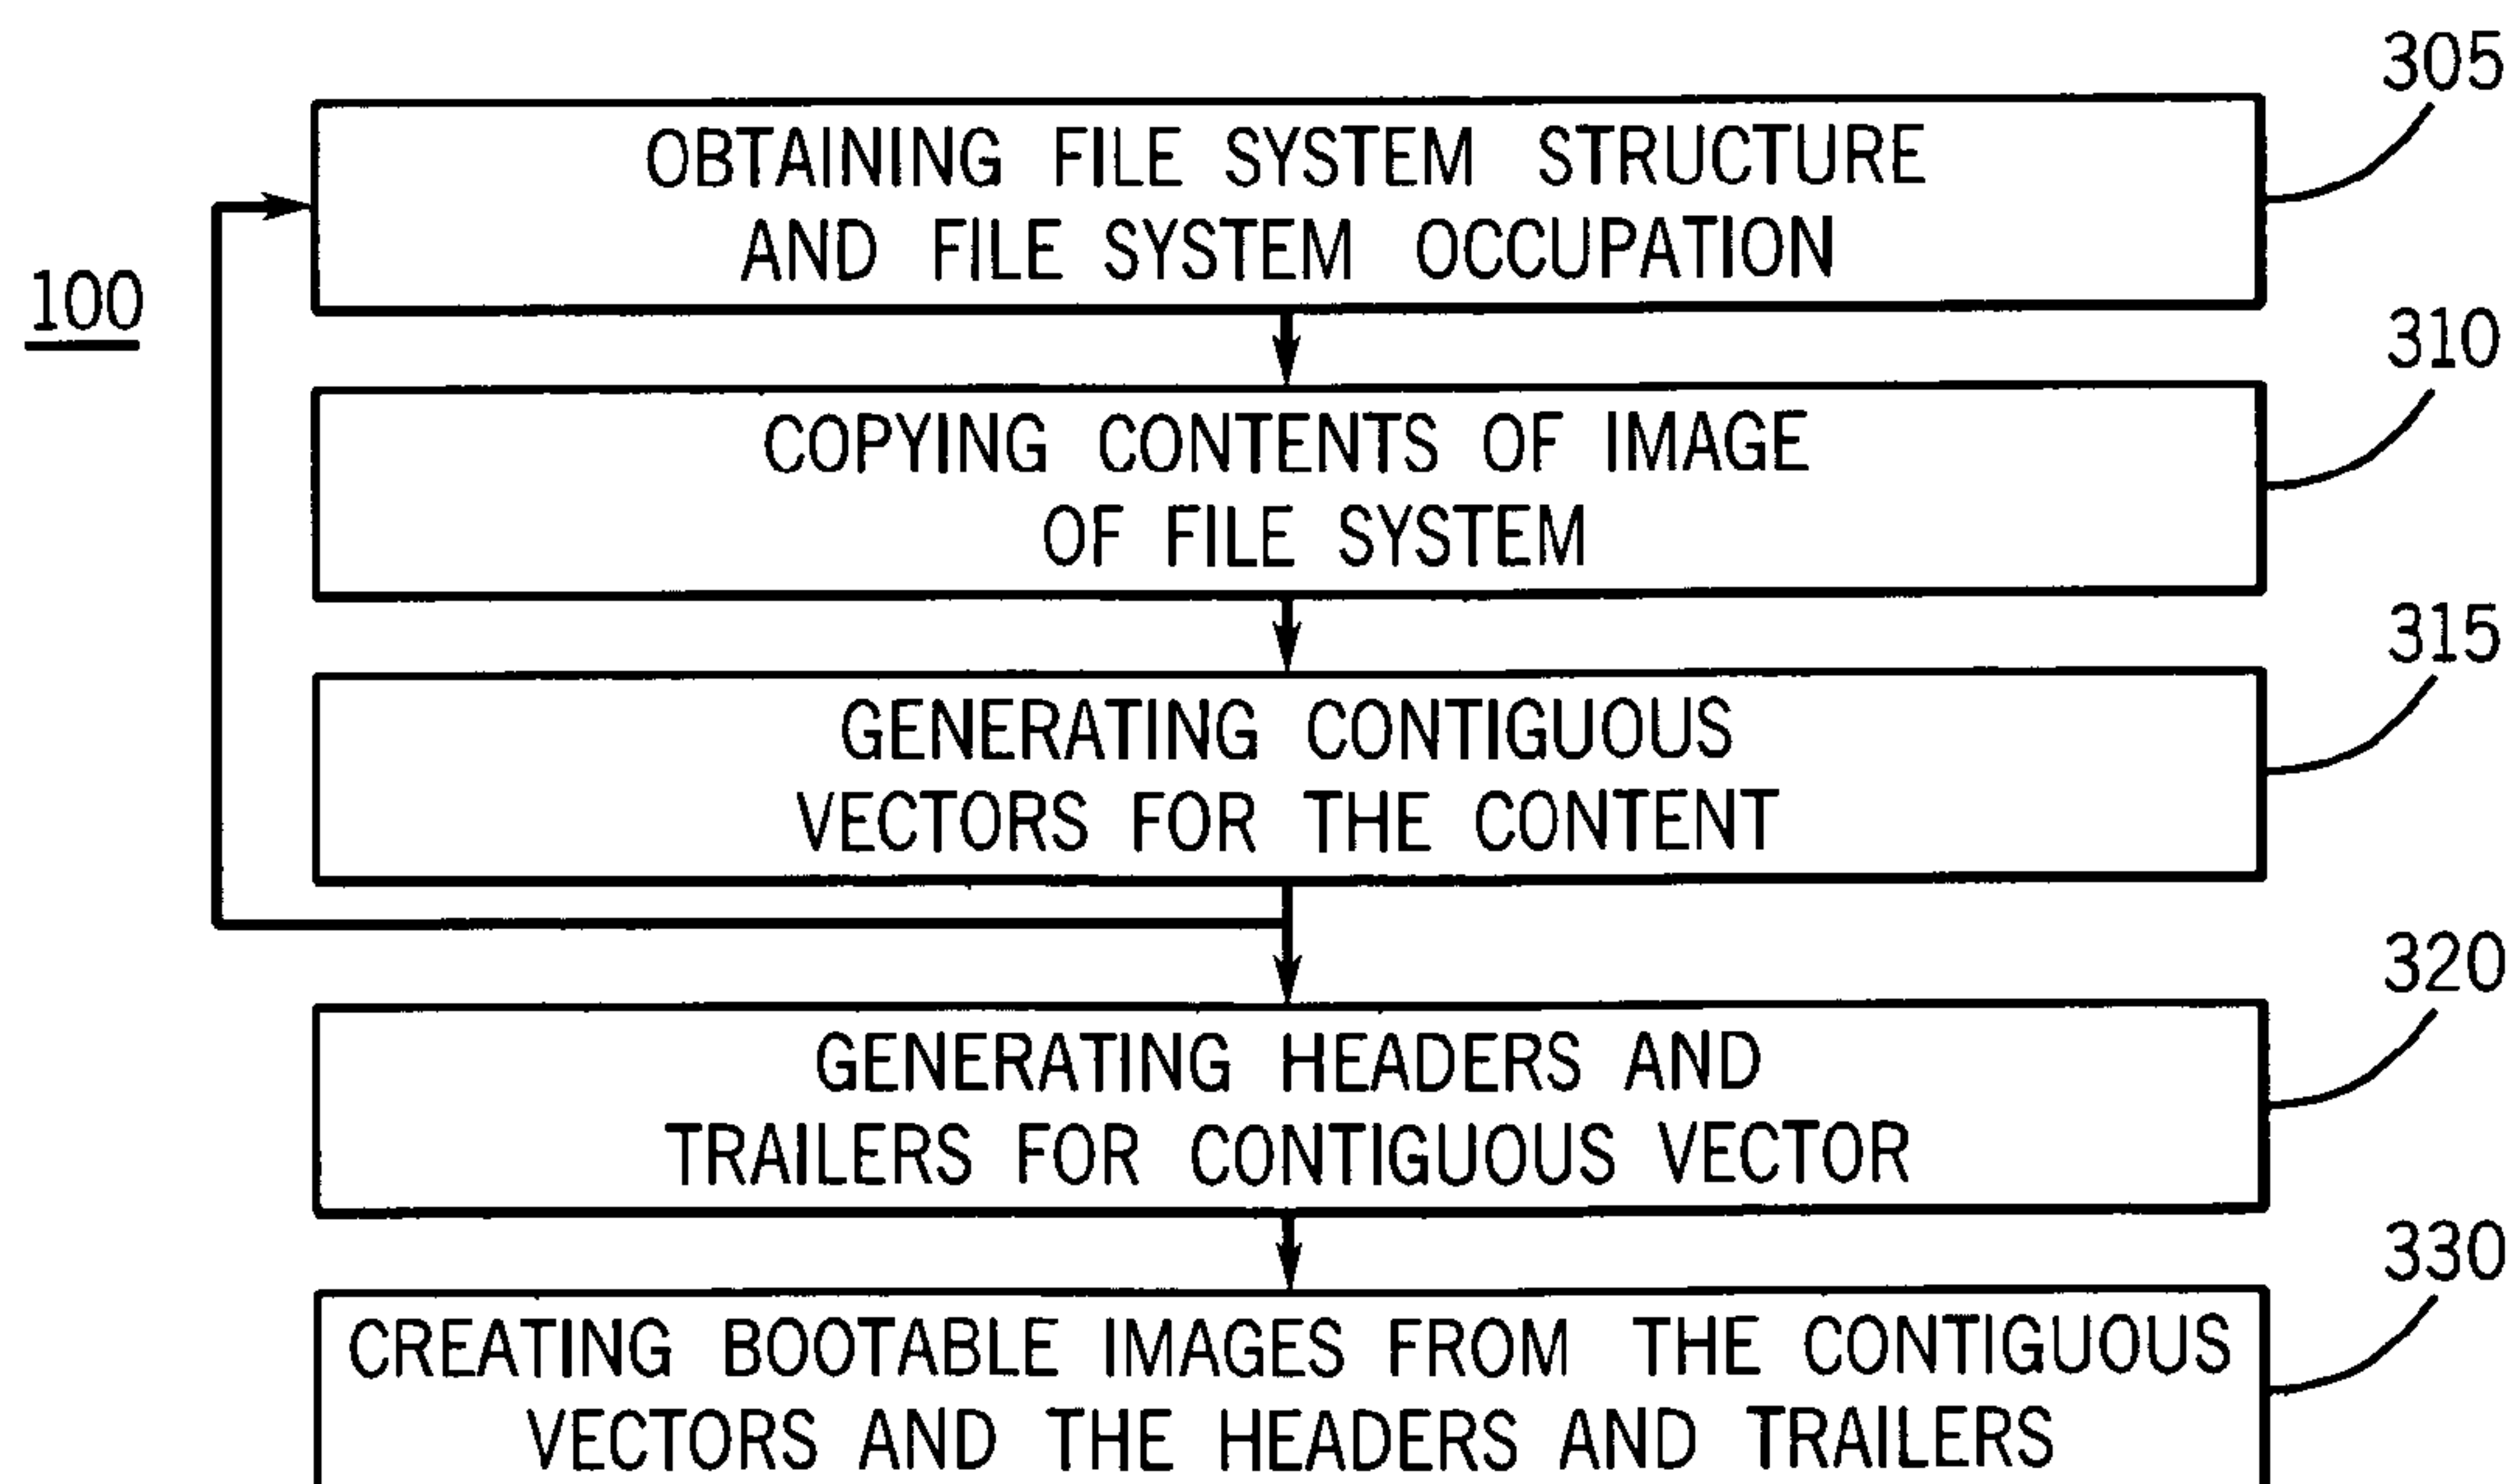 305
OBTAINING FILE SYSTEM STRUCTURE
AND FILE SYSTEM OCCUPATION
100
310
COPYING CONTENTS OF IMAGE
OF FILE SYSTEM
315
GENERATING CONTIGUOUS
VECTORS FOR THE CONTENT
320
GENERATING HEADERS AND
TRAILERS FOR CONTIGUOUS VECTOR
330
CREATING BOOTABLE IMAGES FROM THE CONTIGUOUS
VECTORS AND THE HEADERS AND TRAILERS